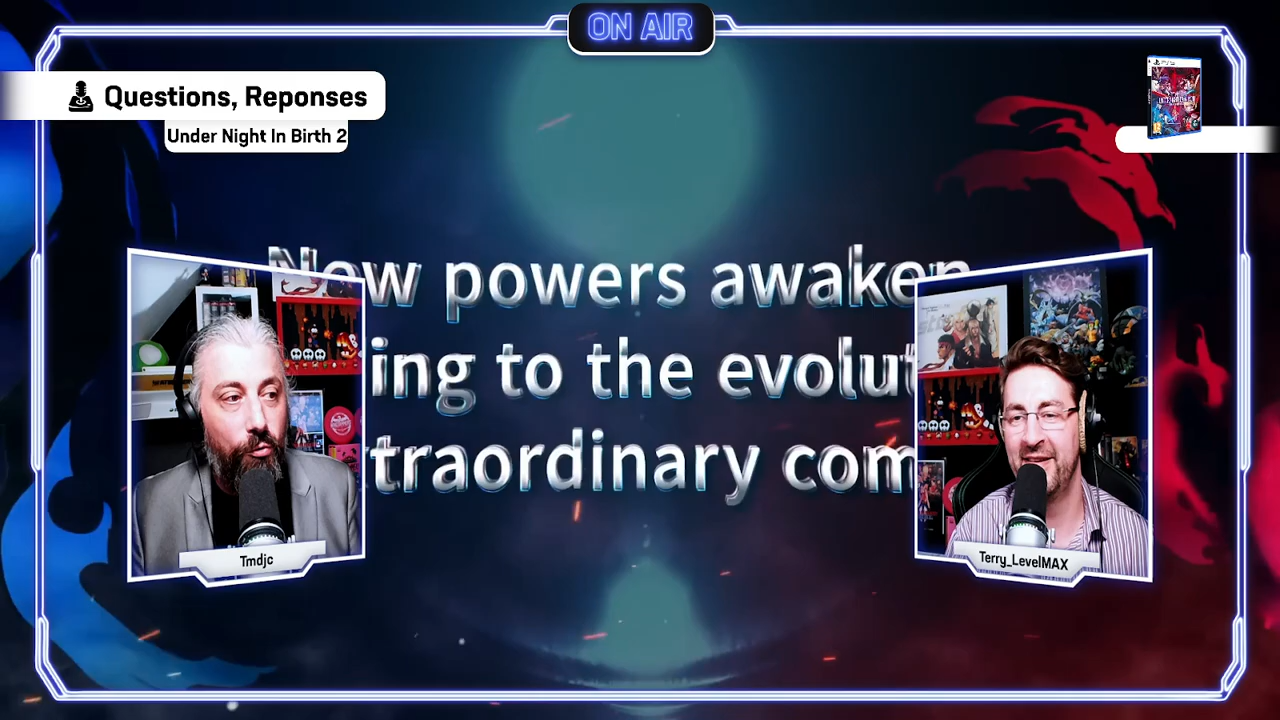 ON AIR
Questions, Reponses
Under Night In Birth 2
New powers awaken
ing to the evolut
xtraordinary com
Tmdjc
Terry_LevelMAX